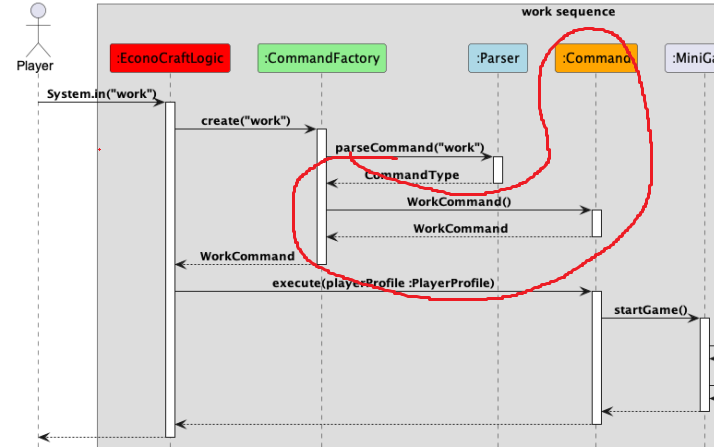 work sequence
:EconoCraftLogic
:CommandFactory
:Parser
:Command
:MiniGa
Player
System.in("work")
create("work")
parseCommand("work")
CommandType
WorkCommand()
WorkCommand
WorkCommand
execute(playerProfile :PlayerProfile)
startGame()